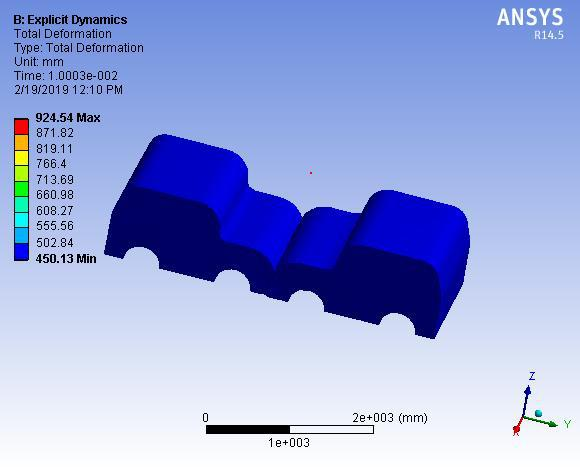 B: Explicit Dynamics
Total Deformation
Type: Total Deformation
Unit: mm
Time: 1.0003e-002
2/19/2019 12:10 PM
ANSYS
R14.5
924.54 Max
871.82
819.11
766.4
713.69
660.98
608.27
555.56
502.84
450.13 Min
0
2e+003 (mm)
1e+003
Z
Y
X